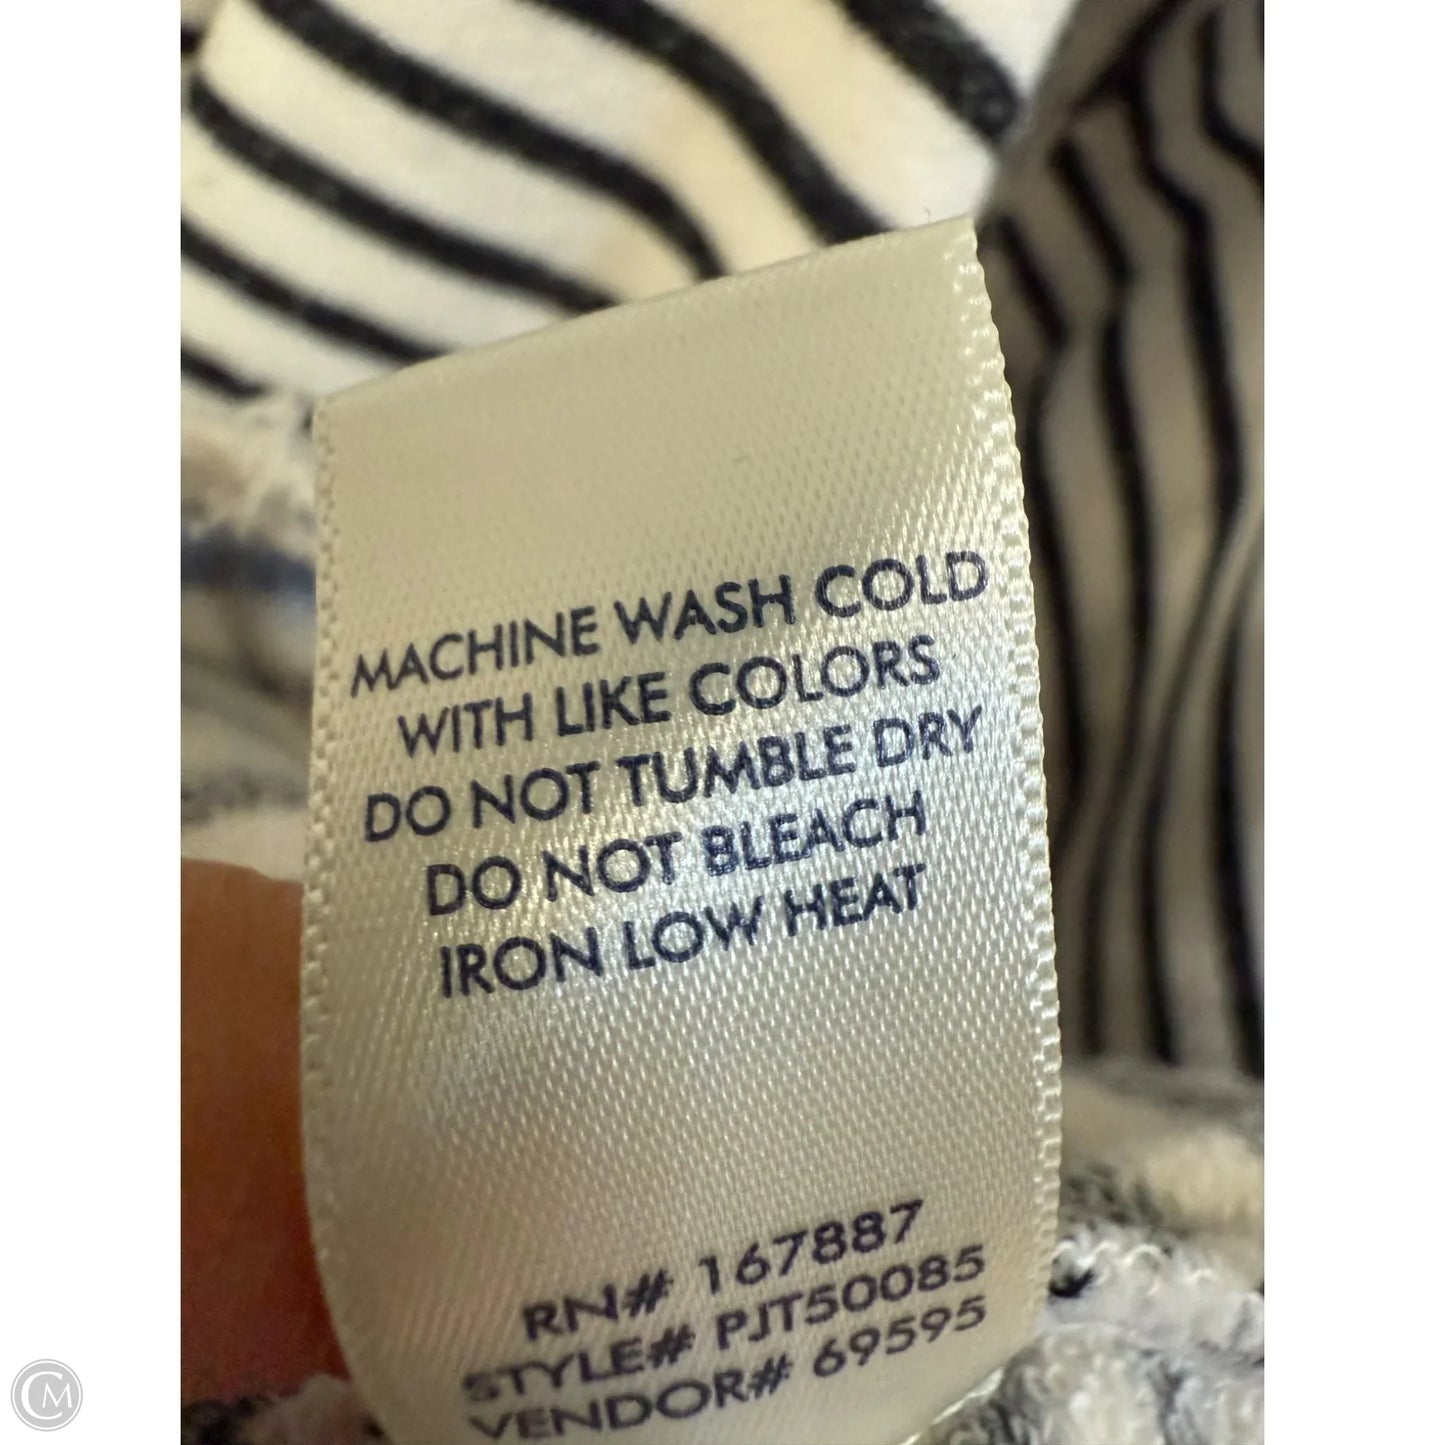 MACHINE WASH COLD
WITH LIKE COLORS
DO NOT TUMBLE DRY
DO NOT BLEACH
IRON LOW HEAT
RN# 167887
STYLE# PJT50085
VENDOR# 69595
CM